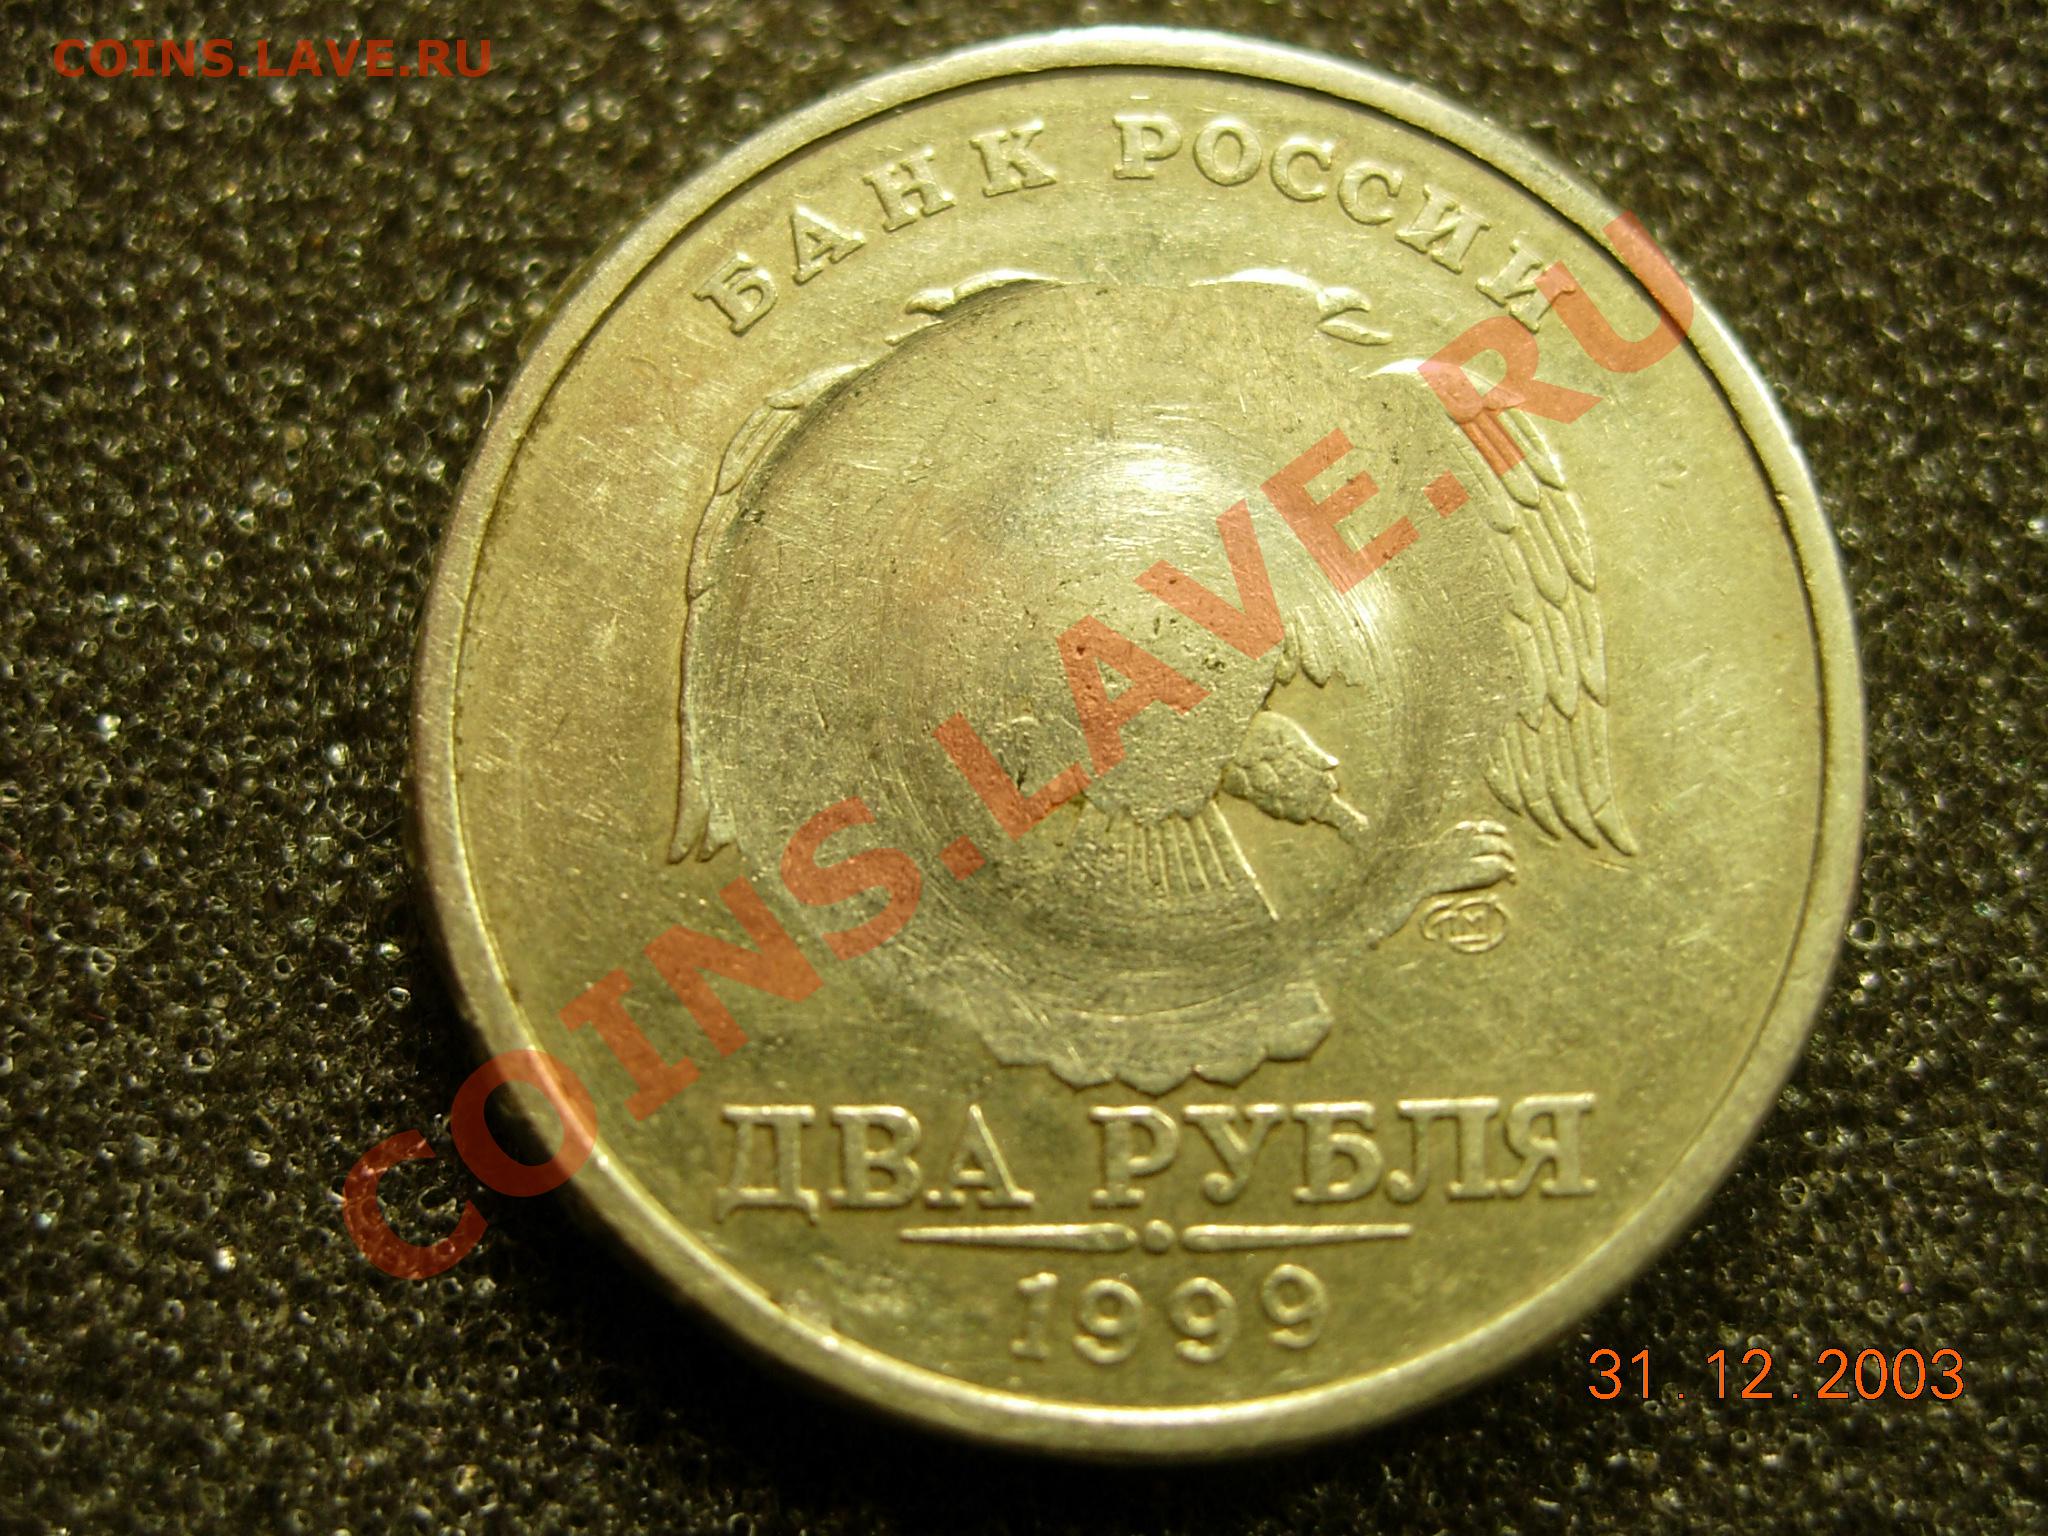 COINS.LAVE.RU
БАНК РОССИИ
COINS.LAVE.RU
ДВА РУБЛЯ
1999
31.12.2003